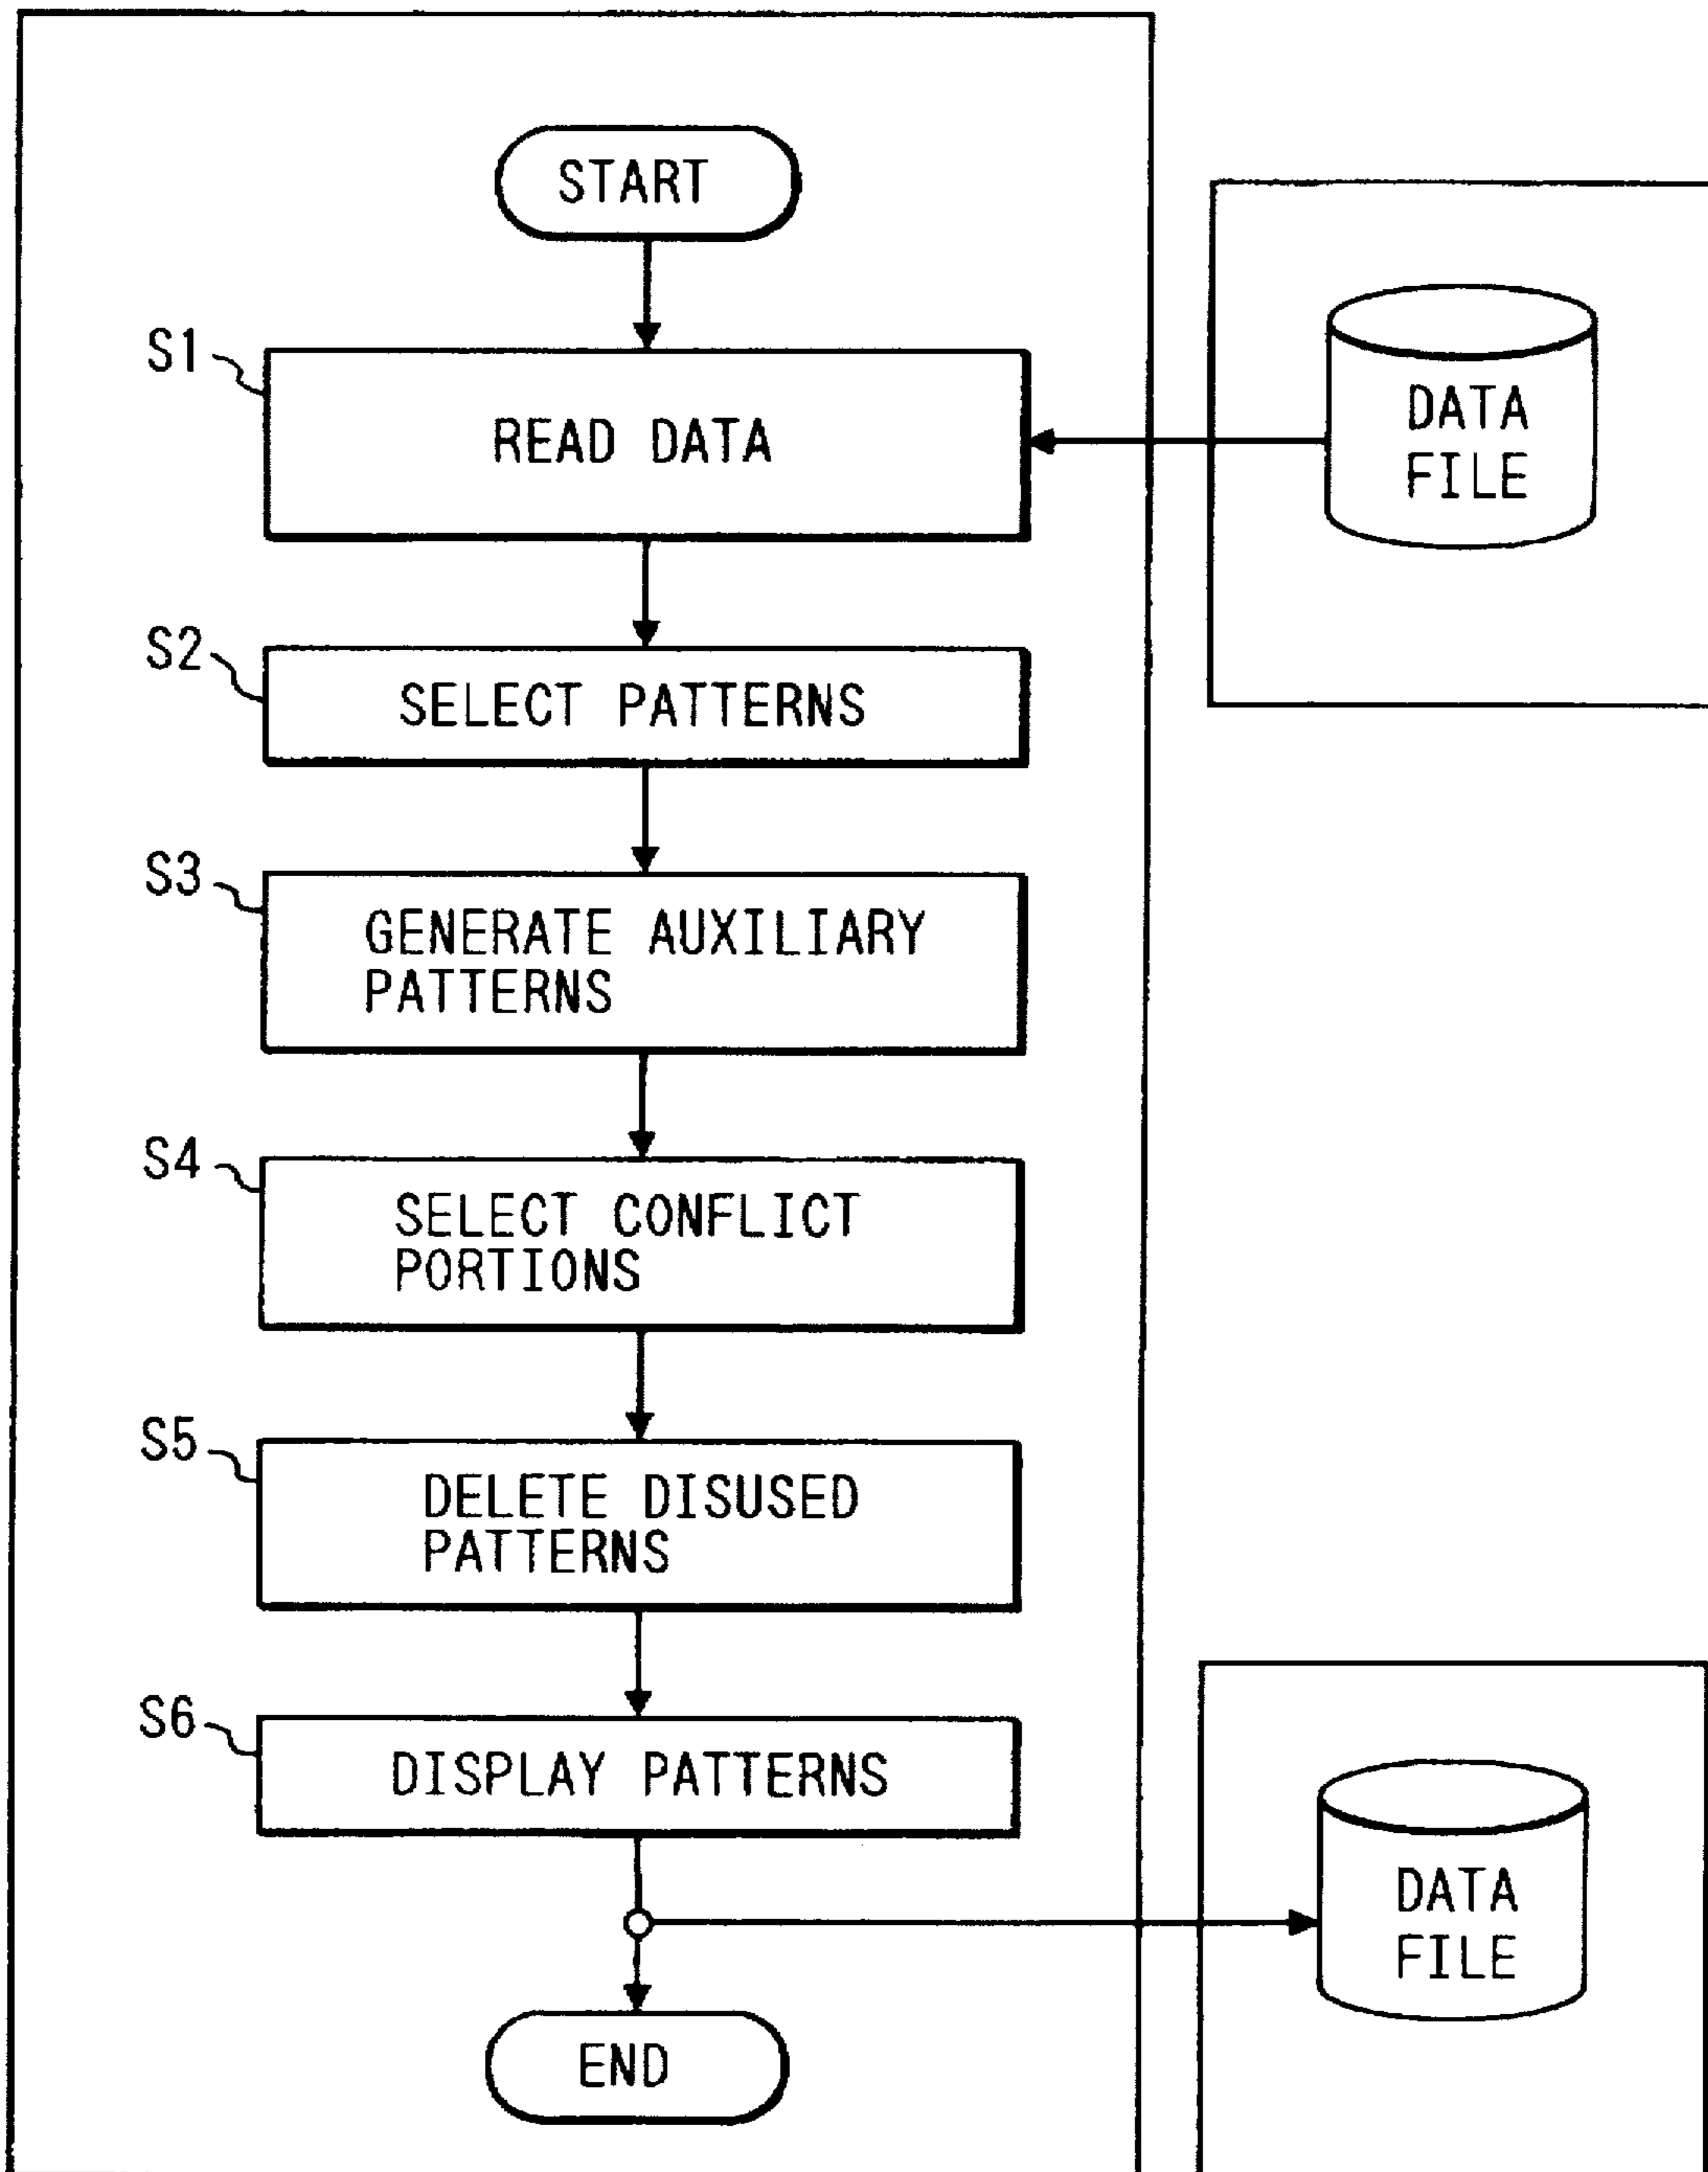 START
S1
READ DATA
DATA
FILE
S2
SELECT PATTERNS
S3
GENERATE AUXILIARY
PATTERNS
S4
SELECT CONFLICT
PORTIONS
S5
DELETE DISUSED
PATTERNS
S6
DISPLAY PATTERNS
DATA
FILE
END